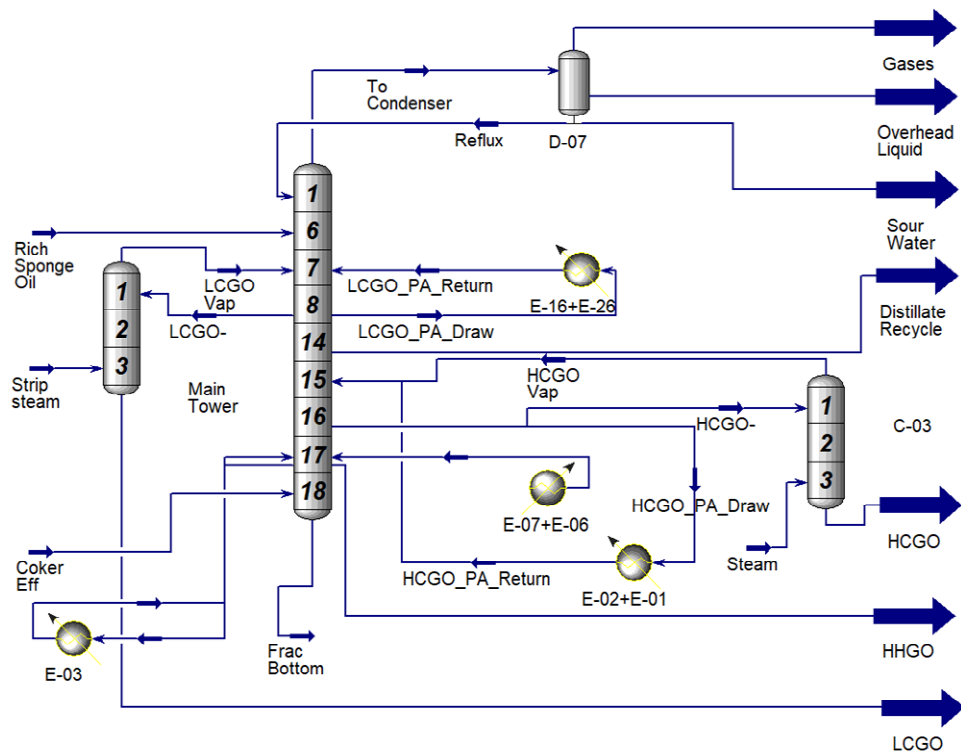 Gases
To
Condenser
Reflux
D-07
Overhead
Liquid
Sour
Water
Rich
Sponge
Oil
1
6
7
8
14
15
16
17
18
1
2
3
LCGO
Vap
LCGO_PA_Return
E-16+E-26
LCGO-
LCGO_PA_Draw
Distillate
Recycle
Strip
steam
Main
Tower
HCGO
Vap
HCGO-
1
2
3
C-03
E-07+E-06
HCGO_PA_Draw
HCGO
Coker
Eff
HCGO_PA_Return
E-02+E-01
Steam
E-03
Frac
Bottom
HHGO
LCGO